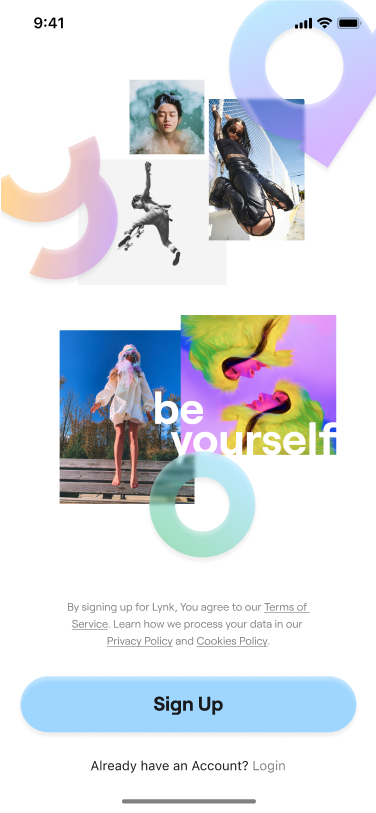 9:41
be
yourself
By signing up for Lynk, You agree to our Terms of
Service. Learn how we process your data in our
Privacy Policy and Cookies Policy.
Sign Up
Already have an Account? Login